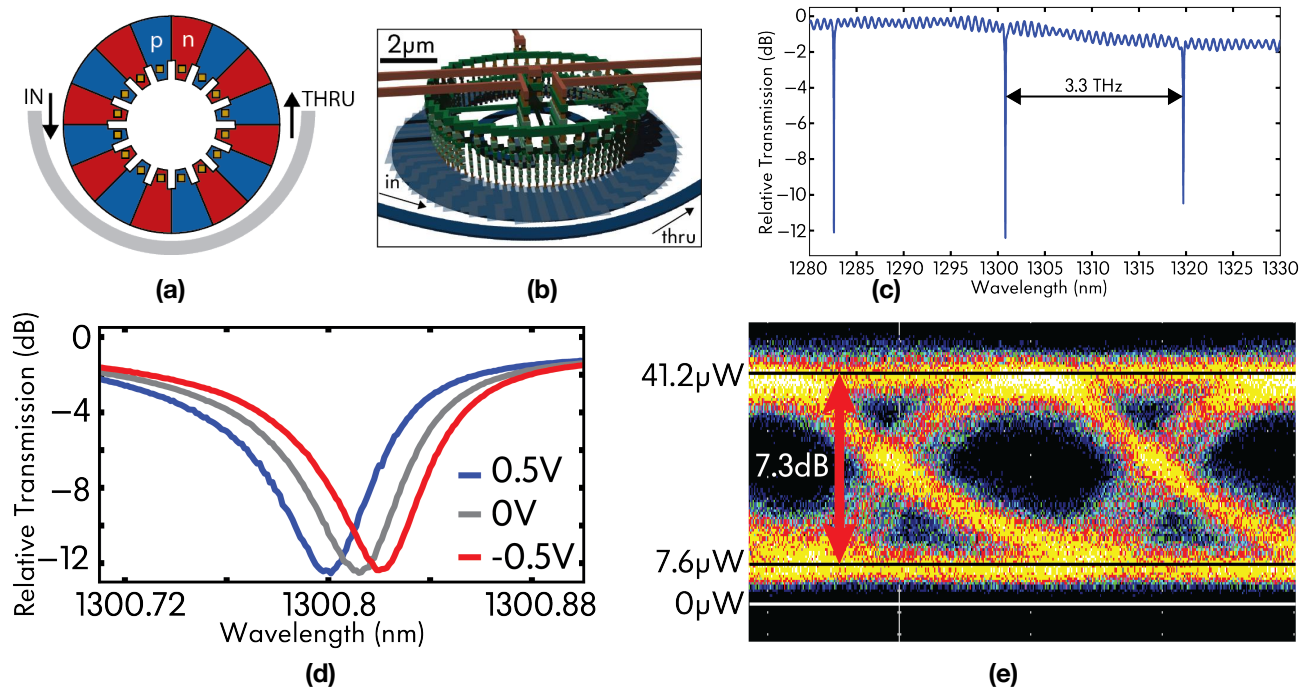 p n
IN
THRU
(a)
2µm
in
thru
(b)
Relative Transmission (dB)
0
−2
−4
−6
−8
−10
−12
3.3 THz
1280 1285 1290 1295 1300 1305 1310 1315 1320 1325 1330
Wavelength (nm)
(c)
Relative Transmission (dB)
0
−4
−8
−12
0.5V
0V
-0.5V
1300.72 1300.8 1300.88
Wavelength (nm)
(d)
41.2µW
7.3dB
7.6µW
0µW
(e)